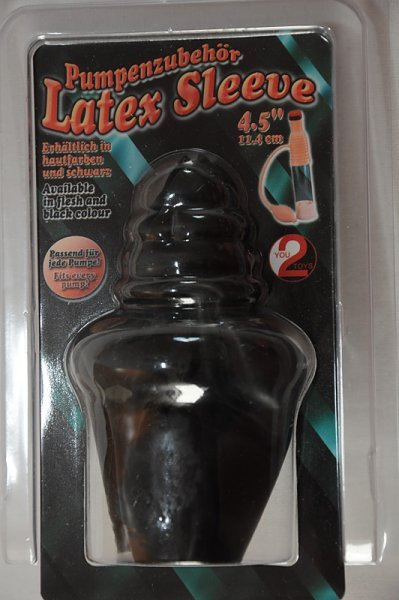 Pumpenzubehör
Latex Sleeve
4,5"
11,4 cm
Erhältlich in
hautfarben
und schwarz
Available
in flesh and
black colour
Passend für
jede Pumpe!
Fits every
pump!
YOU
2
TOYS